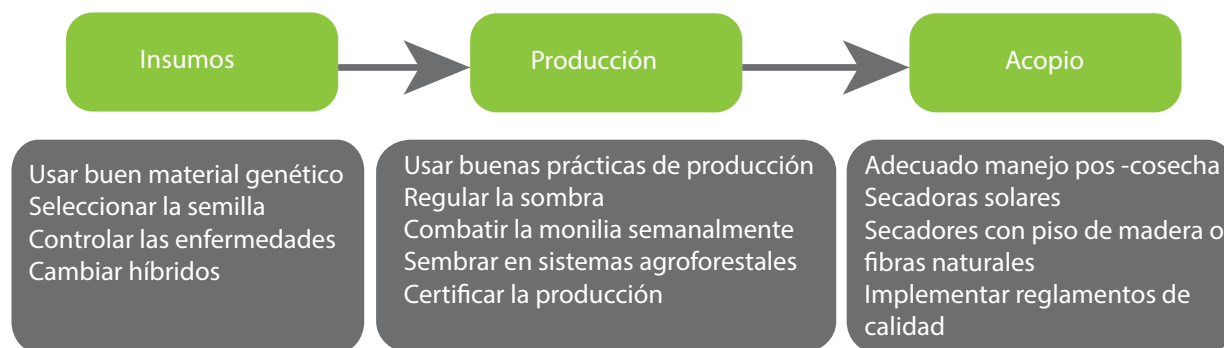 Insumos
Producción
Acopio
Usar buen material genético
Seleccionar la semilla
Controlar las enfermedades
Cambiar híbridos
Usar buenas prácticas de producción
Regular la sombra
Combatir la monilia semanalmente
Sembrar en sistemas agroforestales
Certificar la producción
Adecuado manejo pos -cosecha
Secadoras solares
Secadores con piso de madera o
fibras naturales
Implementar reglamentos de
calidad